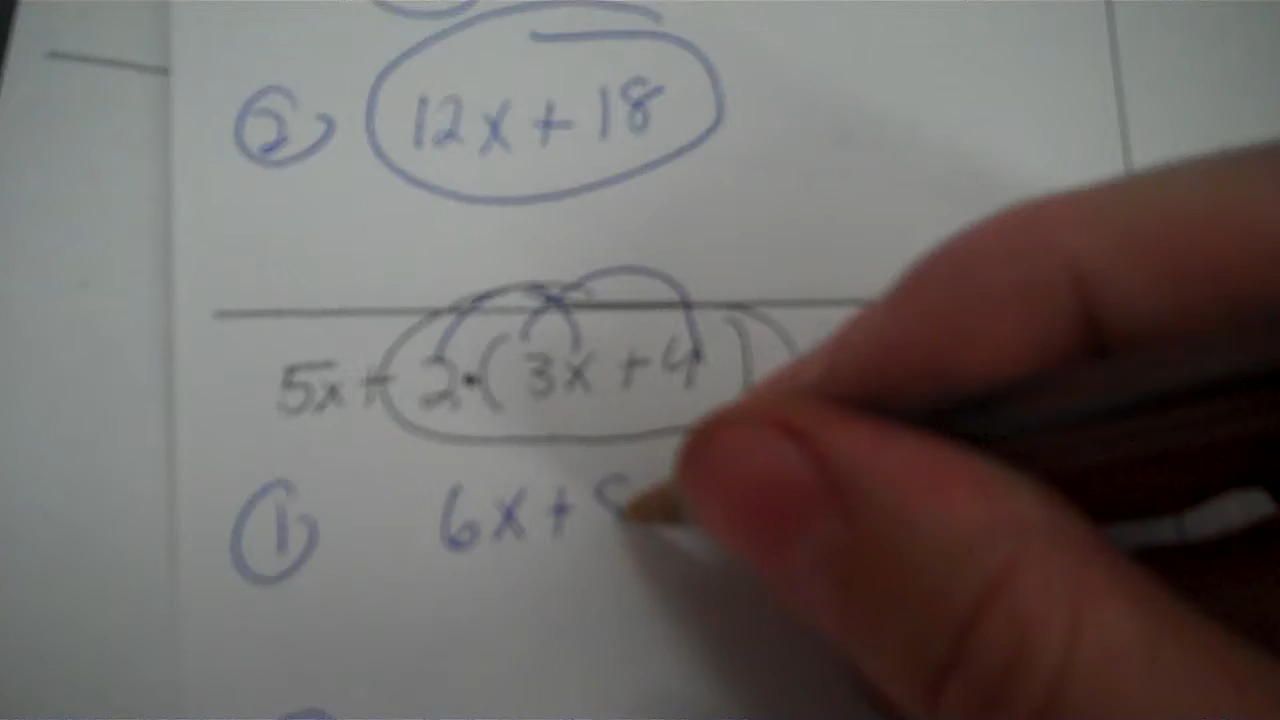 ② 12x + 18
5x + 2•(3x + 4)
① 6x +